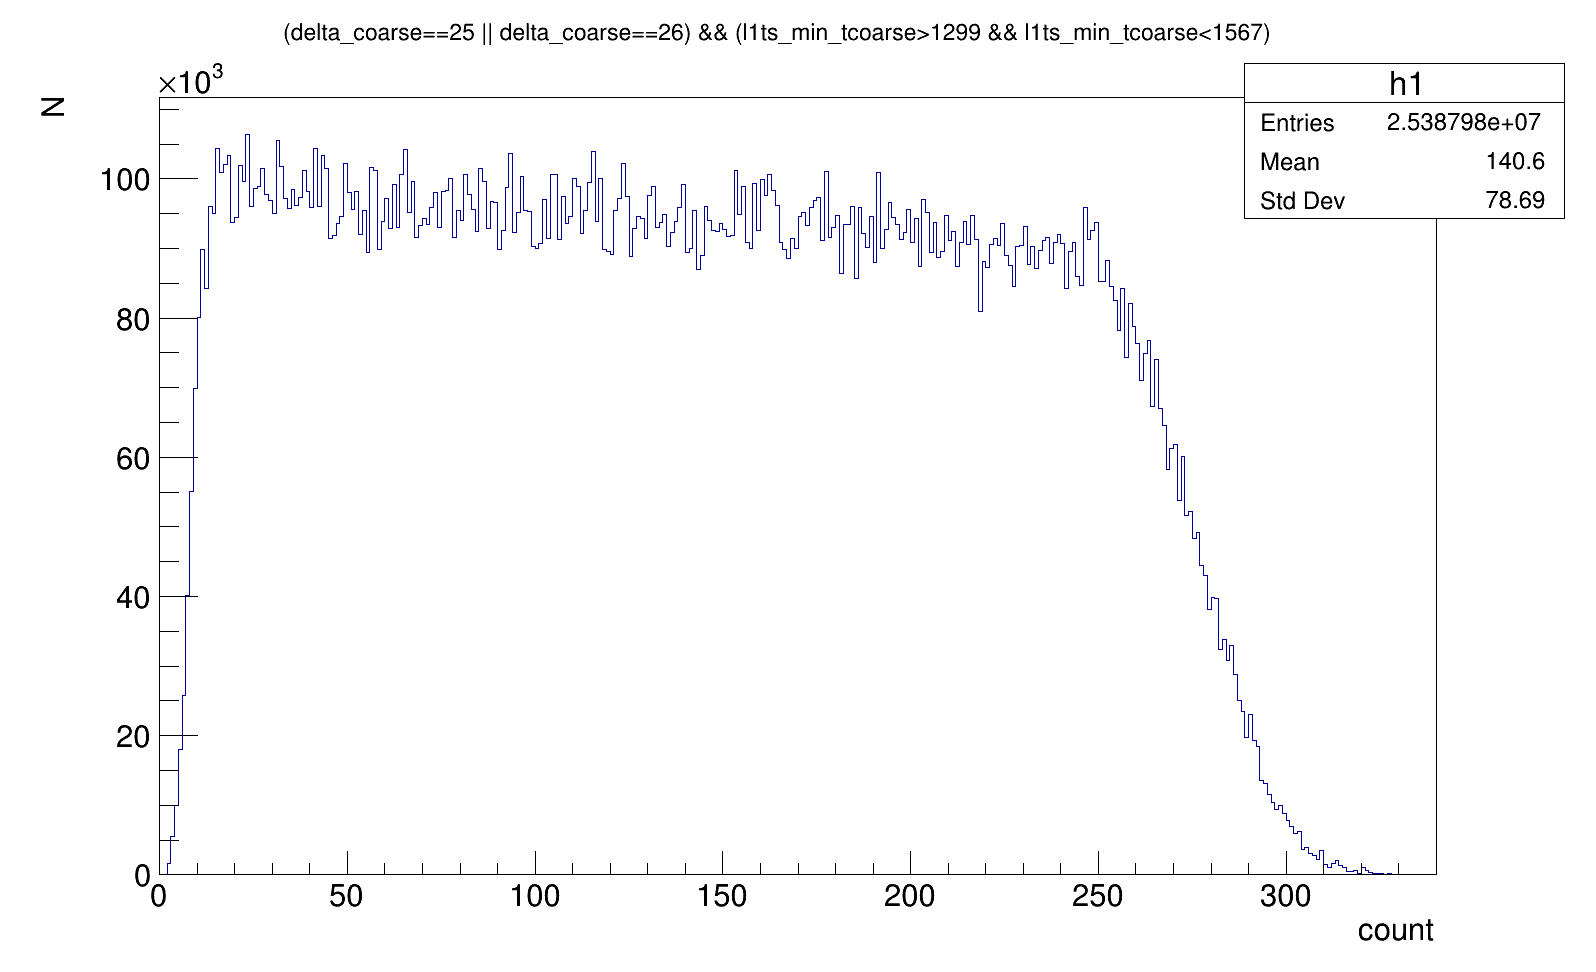 (delta_coarse==25 || delta_coarse==26) && (l1ts_min_tcoarse>1299 && l1ts_min_tcoarse<1567)
×10³
N
h1
Entries 2.538798e+07
Mean 140.6
Std Dev 78.69
100
80
60
40
20
0
0 50 100 150 200 250 300
count